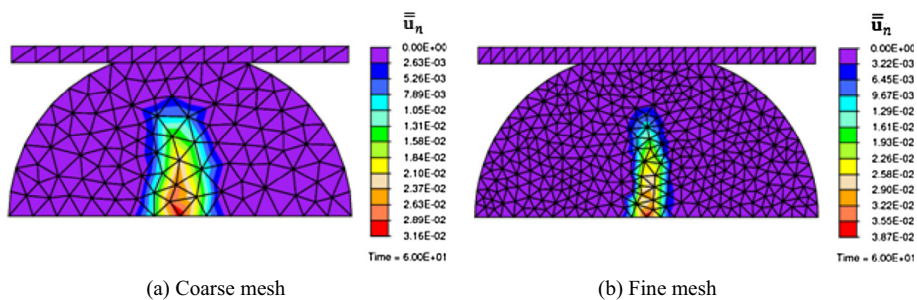 u̿ₙ
0.00E+00
2.63E-03
5.26E-03
7.89E-03
1.05E-02
1.31E-02
1.58E-02
1.84E-02
2.10E-02
2.37E-02
2.63E-02
2.89E-02
3.16E-02
Time = 6.00E+01
(a) Coarse mesh
u̿ₙ
0.00E+00
3.22E-03
6.45E-03
9.67E-03
1.29E-02
1.61E-02
1.93E-02
2.26E-02
2.58E-02
2.90E-02
3.22E-02
3.55E-02
3.87E-02
Time = 6.00E+01
(b) Fine mesh